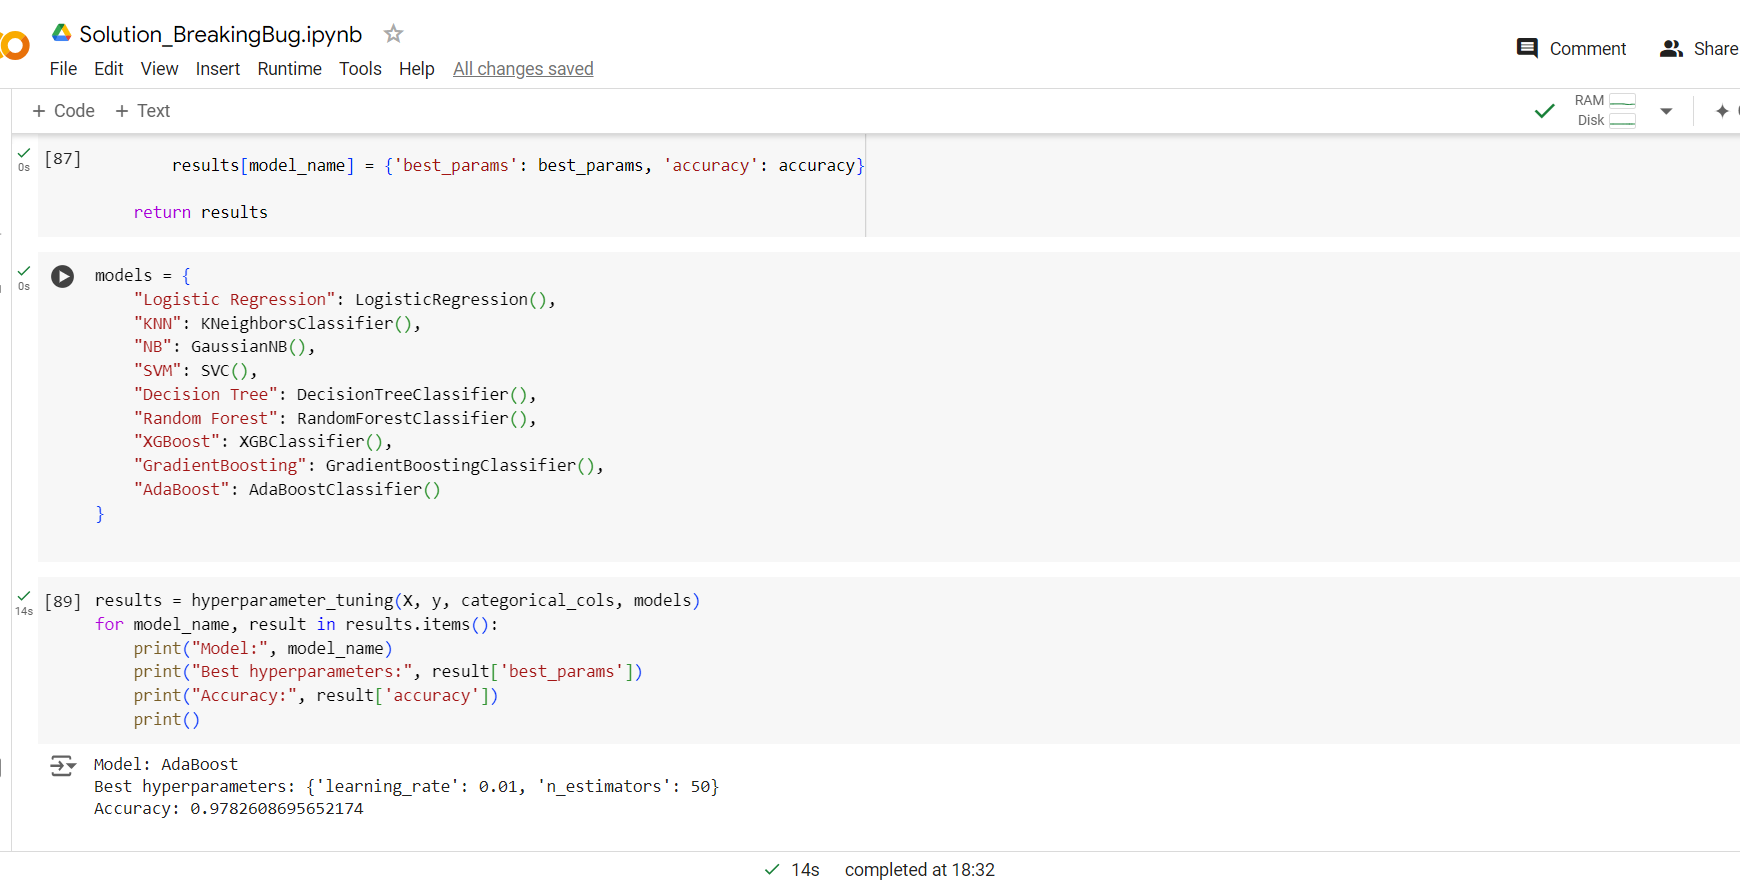 Solution_BreakingBug.ipynb
File Edit View Insert Runtime Tools Help All changes saved
Comment Share
+ Code + Text
RAM
Disk
0s [87] results[model_name] = {'best_params': best_params, 'accuracy': accuracy}
return results
0s models = {
"Logistic Regression": LogisticRegression(),
"KNN": KNeighborsClassifier(),
"NB": GaussianNB(),
"SVM": SVC(),
"Decision Tree": DecisionTreeClassifier(),
"Random Forest": RandomForestClassifier(),
"XGBoost": XGBClassifier(),
"GradientBoosting": GradientBoostingClassifier(),
"AdaBoost": AdaBoostClassifier()
}
14s [89] results = hyperparameter_tuning(X, y, categorical_cols, models)
for model_name, result in results.items():
print("Model:", model_name)
print("Best hyperparameters:", result['best_params'])
print("Accuracy:", result['accuracy'])
print()
Model: AdaBoost
Best hyperparameters: {'learning_rate': 0.01, 'n_estimators': 50}
Accuracy: 0.9782608695652174
14s completed at 18:32